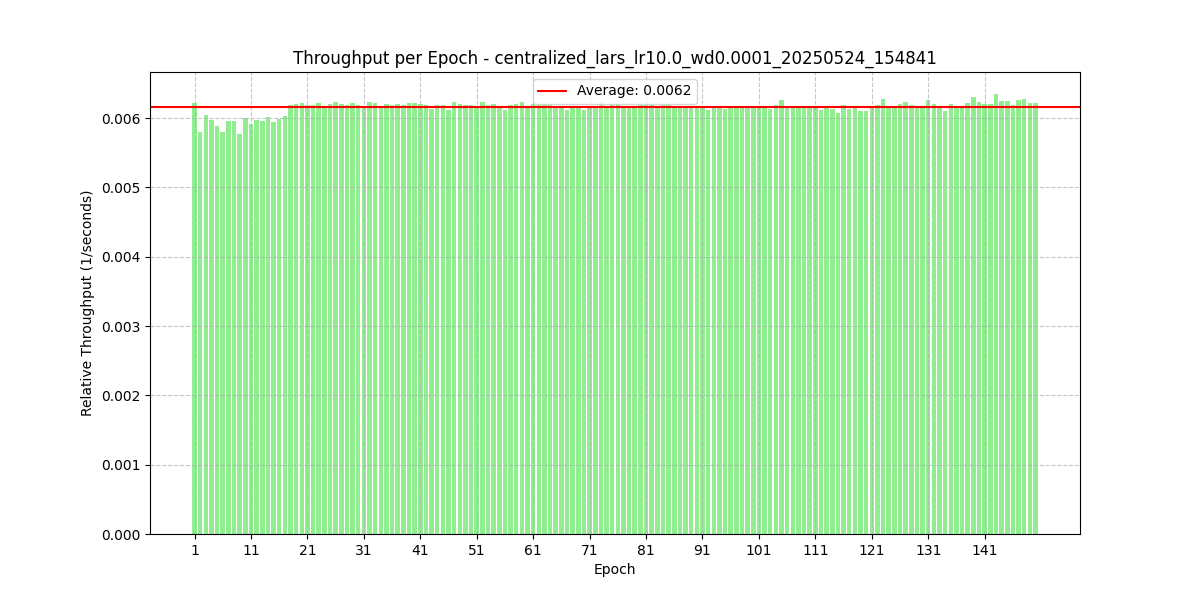 Throughput per Epoch - centralized_lars_lr10.0_wd0.0001_20250524_154841
Average: 0.0062
Relative Throughput (1/seconds)
0.006
0.005
0.004
0.003
0.002
0.001
0.000
1 11 21 31 41 51 61 71 81 91 101 111 121 131 141
Epoch